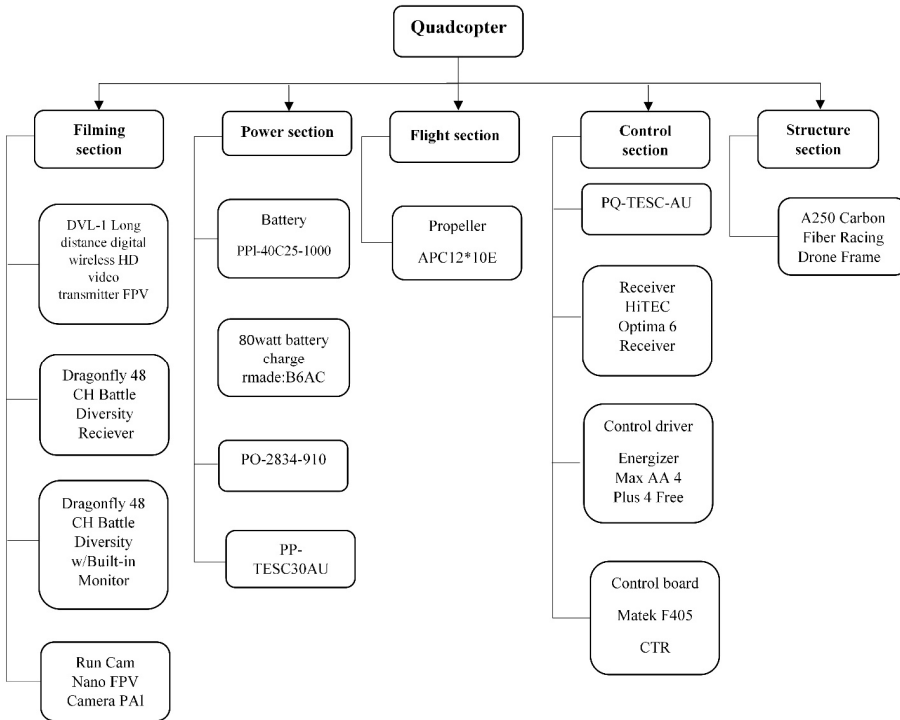 Quadcopter
Filming
section
Power section
Flight section
Control
section
Structure
section
DVL-1 Long
distance digital
wireless HD
video
transmitter FPV
Dragonfly 48
CH Battle
Diversity
Reciever
Dragonfly 48
CH Battle
Diversity
w/Built-in
Monitor
Run Cam
Nano FPV
Camera PAl
Battery
PPI-40C25-1000
80watt battery
charge
rmade:B6AC
PO-2834-910
PP-
TESC30AU
Propeller
APC12*10E
PQ-TESC-AU
Receiver
HiTEC
Optima 6
Receiver
Control driver
Energizer
Max AA 4
Plus 4 Free
Control board
Matek F405
CTR
A250 Carbon
Fiber Racing
Drone Frame